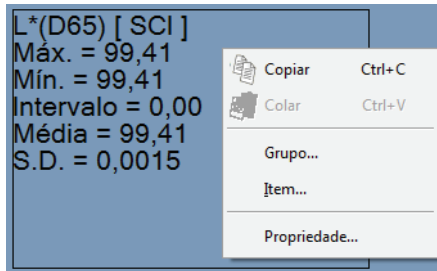 L*(D65) [ SCI ]
Máx. = 99,41
Mín. = 99,41
Intervalo = 0,00
Média = 99,41
S.D. = 0,0015
Copiar Ctrl+C
Colar Ctrl+V
Grupo...
Item...
Propriedade...